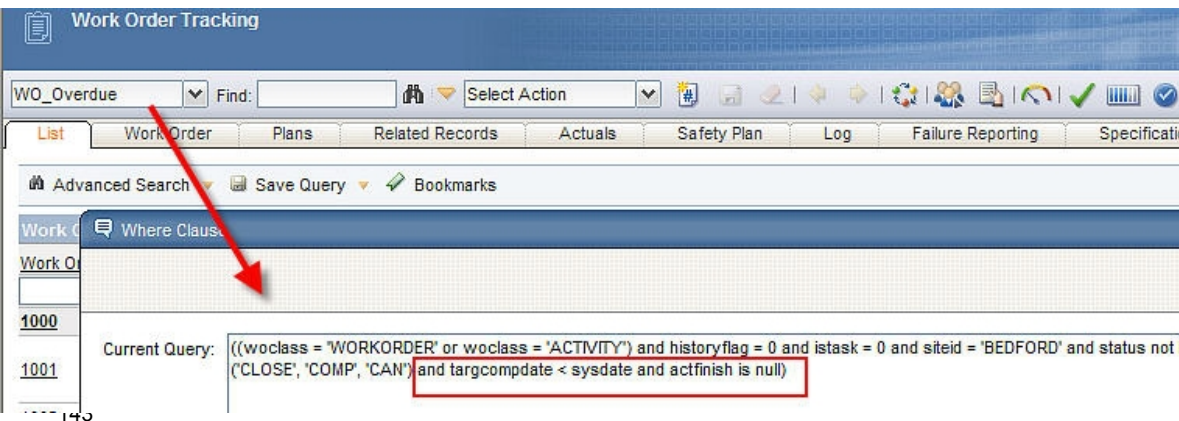 Work Order Tracking
WO_Overdue Find: Select Action
List Work Order Plans Related Records Actuals Safety Plan Log Failure Reporting Specificati
Advanced Search Save Query Bookmarks
Work Where Clause
Work Or
1000
Current Query: ((woclass = 'WORKORDER' or woclass = 'ACTIVITY') and historyflag = 0 and istask = 0 and siteid = 'BEDFORD' and status not
1001 ('CLOSE', 'COMP', 'CAN') and targcompdate < sysdate and actfinish is null)